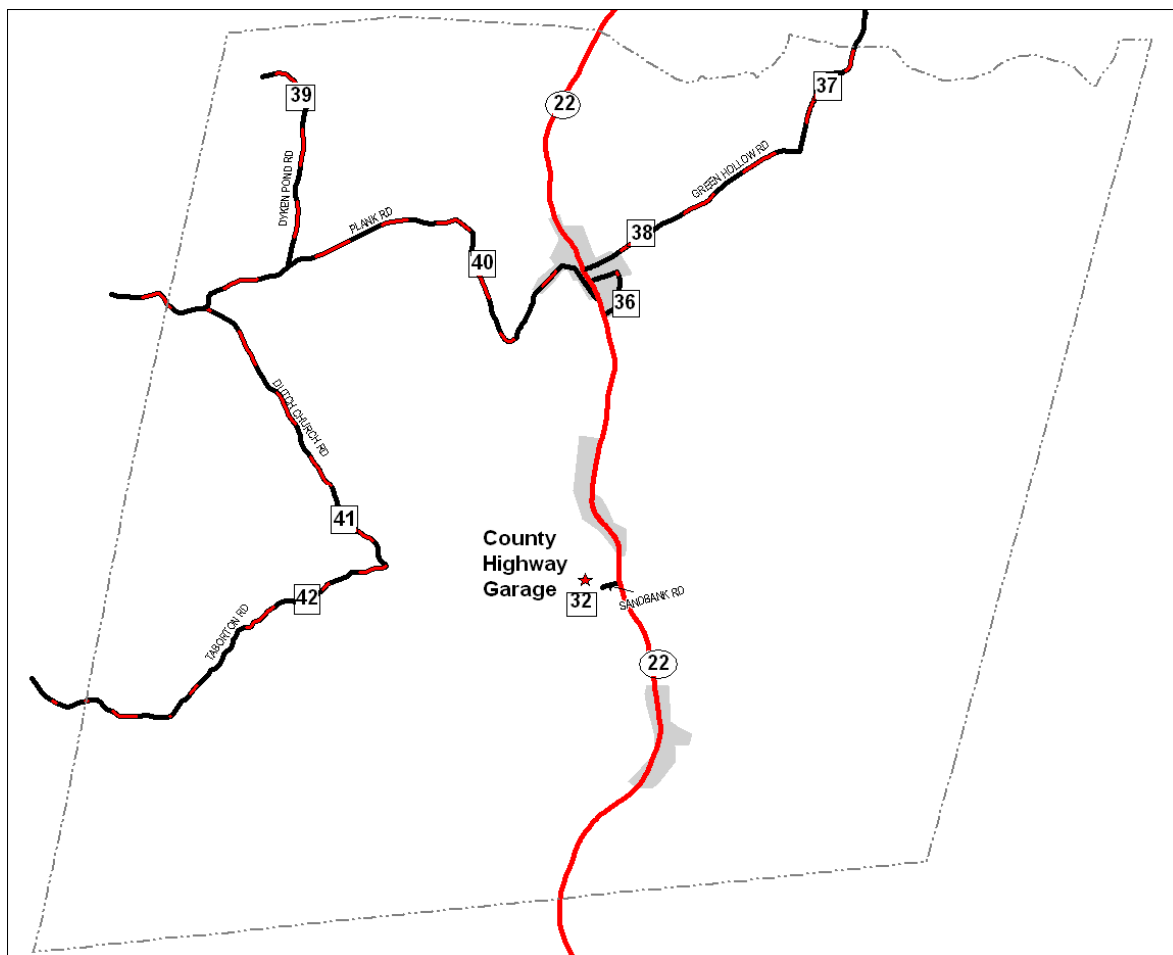 39
22
37
DYKEN POND RD
PLANK RD
GREEN HOLLOW RD
38
40
36
DUTCH CHURCH RD
41
County
Highway
Garage
32
SANDBANK RD
42
TABORTON RD
22